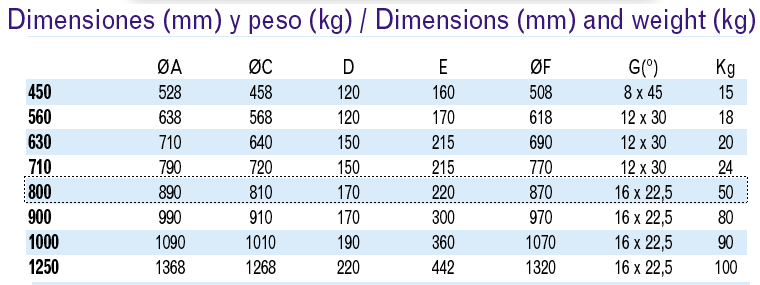 Dimensiones (mm) y peso (kg) / Dimensions (mm) and weight (kg)
ØA ØC D E ØF G(º) Kg
450 528 458 120 160 508 8 x 45 15
560 638 568 120 170 618 12 x 30 18
630 710 640 150 215 690 12 x 30 20
710 790 720 150 215 770 12 x 30 24
800 890 810 170 220 870 16 x 22,5 50
900 990 910 170 300 970 16 x 22,5 80
1000 1090 1010 190 360 1070 16 x 22,5 90
1250 1368 1268 220 442 1320 16 x 22,5 100